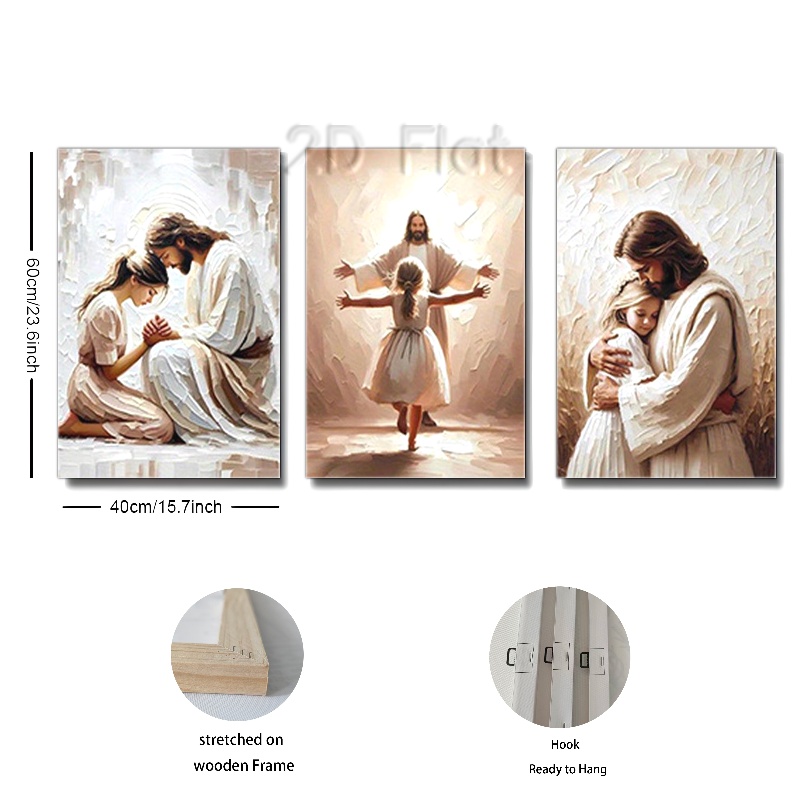 2D Flat
60cm/23.6inch
40cm/15.7inch
stretched on
wooden Frame
Hook
Ready to Hang